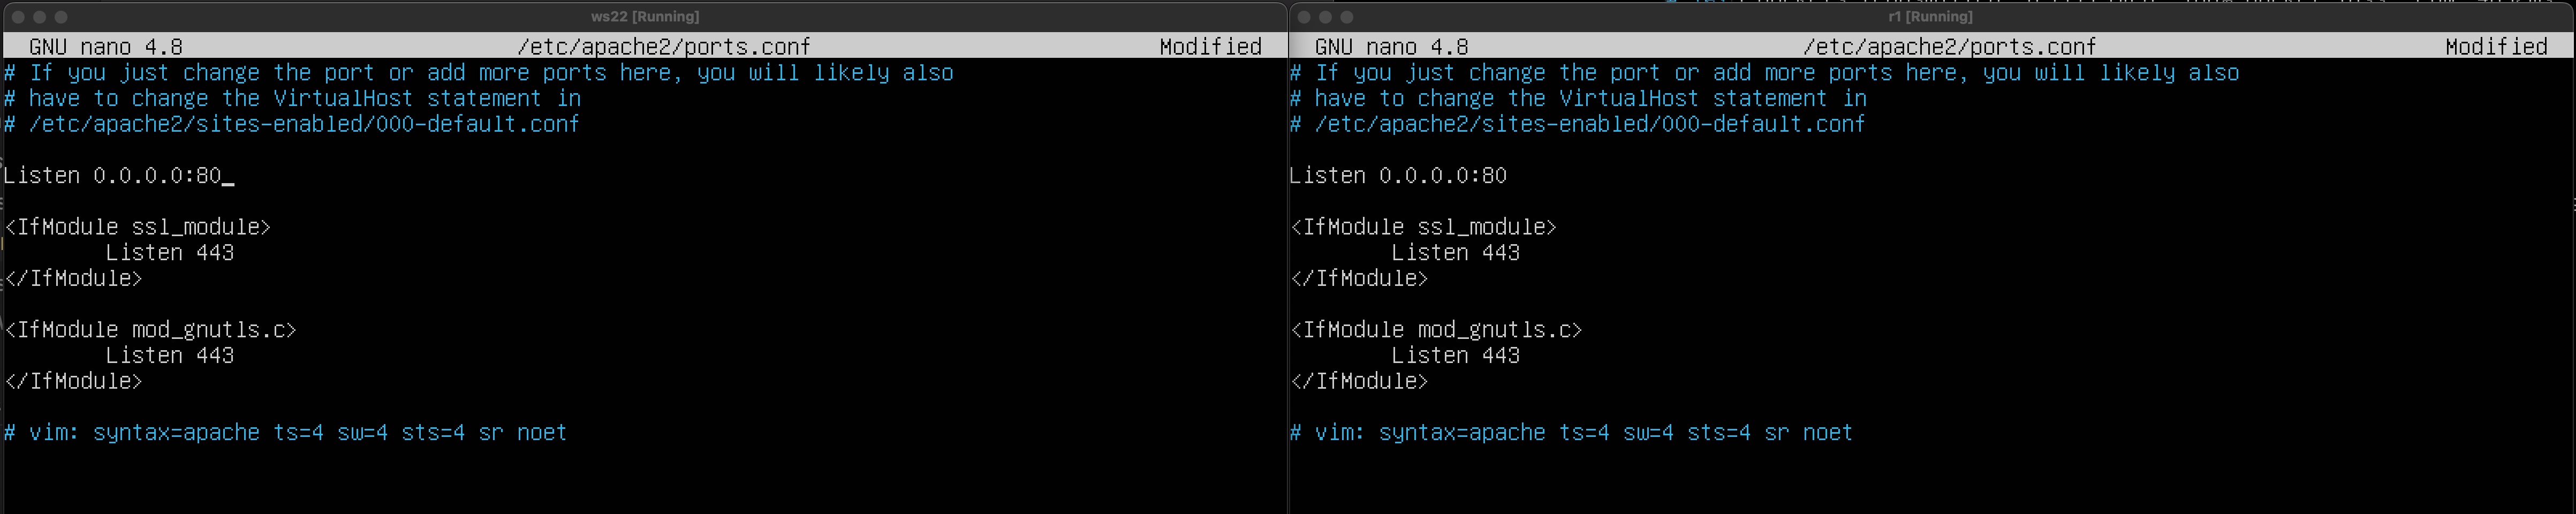 ws22 [Running]
GNU nano 4.8 /etc/apache2/ports.conf Modified
# If you just change the port or add more ports here, you will likely also
# have to change the VirtualHost statement in
# /etc/apache2/sites-enabled/000-default.conf
Listen 0.0.0.0:80
<IfModule ssl_module>
        Listen 443
</IfModule>
<IfModule mod_gnutls.c>
        Listen 443
</IfModule>
# vim: syntax=apache ts=4 sw=4 sts=4 sr noet
r1 [Running]
GNU nano 4.8 /etc/apache2/ports.conf Modified
# If you just change the port or add more ports here, you will likely also
# have to change the VirtualHost statement in
# /etc/apache2/sites-enabled/000-default.conf
Listen 0.0.0.0:80
<IfModule ssl_module>
        Listen 443
</IfModule>
<IfModule mod_gnutls.c>
        Listen 443
</IfModule>
# vim: syntax=apache ts=4 sw=4 sts=4 sr noet